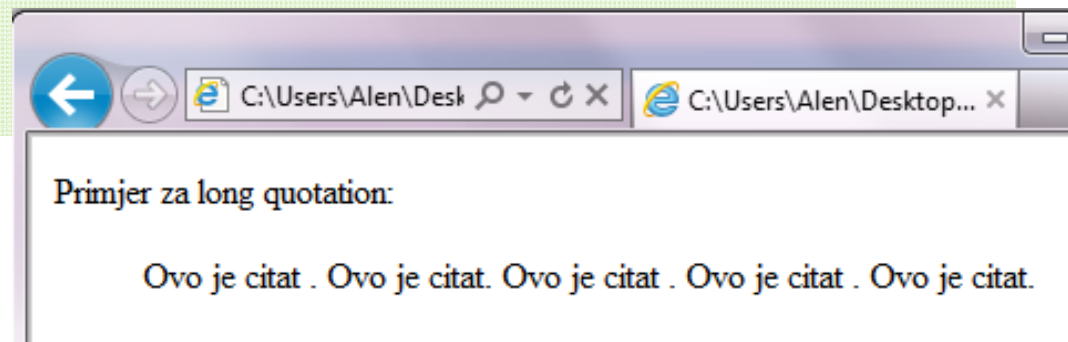 C:\Users\Alen\Desk
C:\Users\Alen\Desktop...
Primjer za long quotation:
Ovo je citat . Ovo je citat. Ovo je citat . Ovo je citat . Ovo je citat.